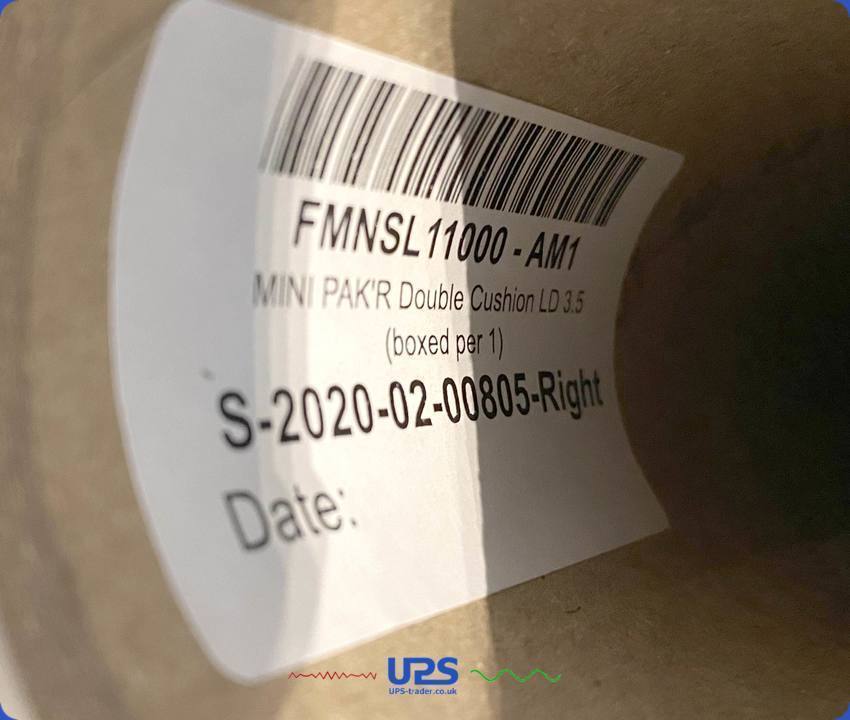 FMNSL11000 - AM1
MINI PAK'R Double Cushion LD 3.5
(boxed per 1)
S-2020-02-00805-Right
Date:
UPS
UPS-trader.co.uk